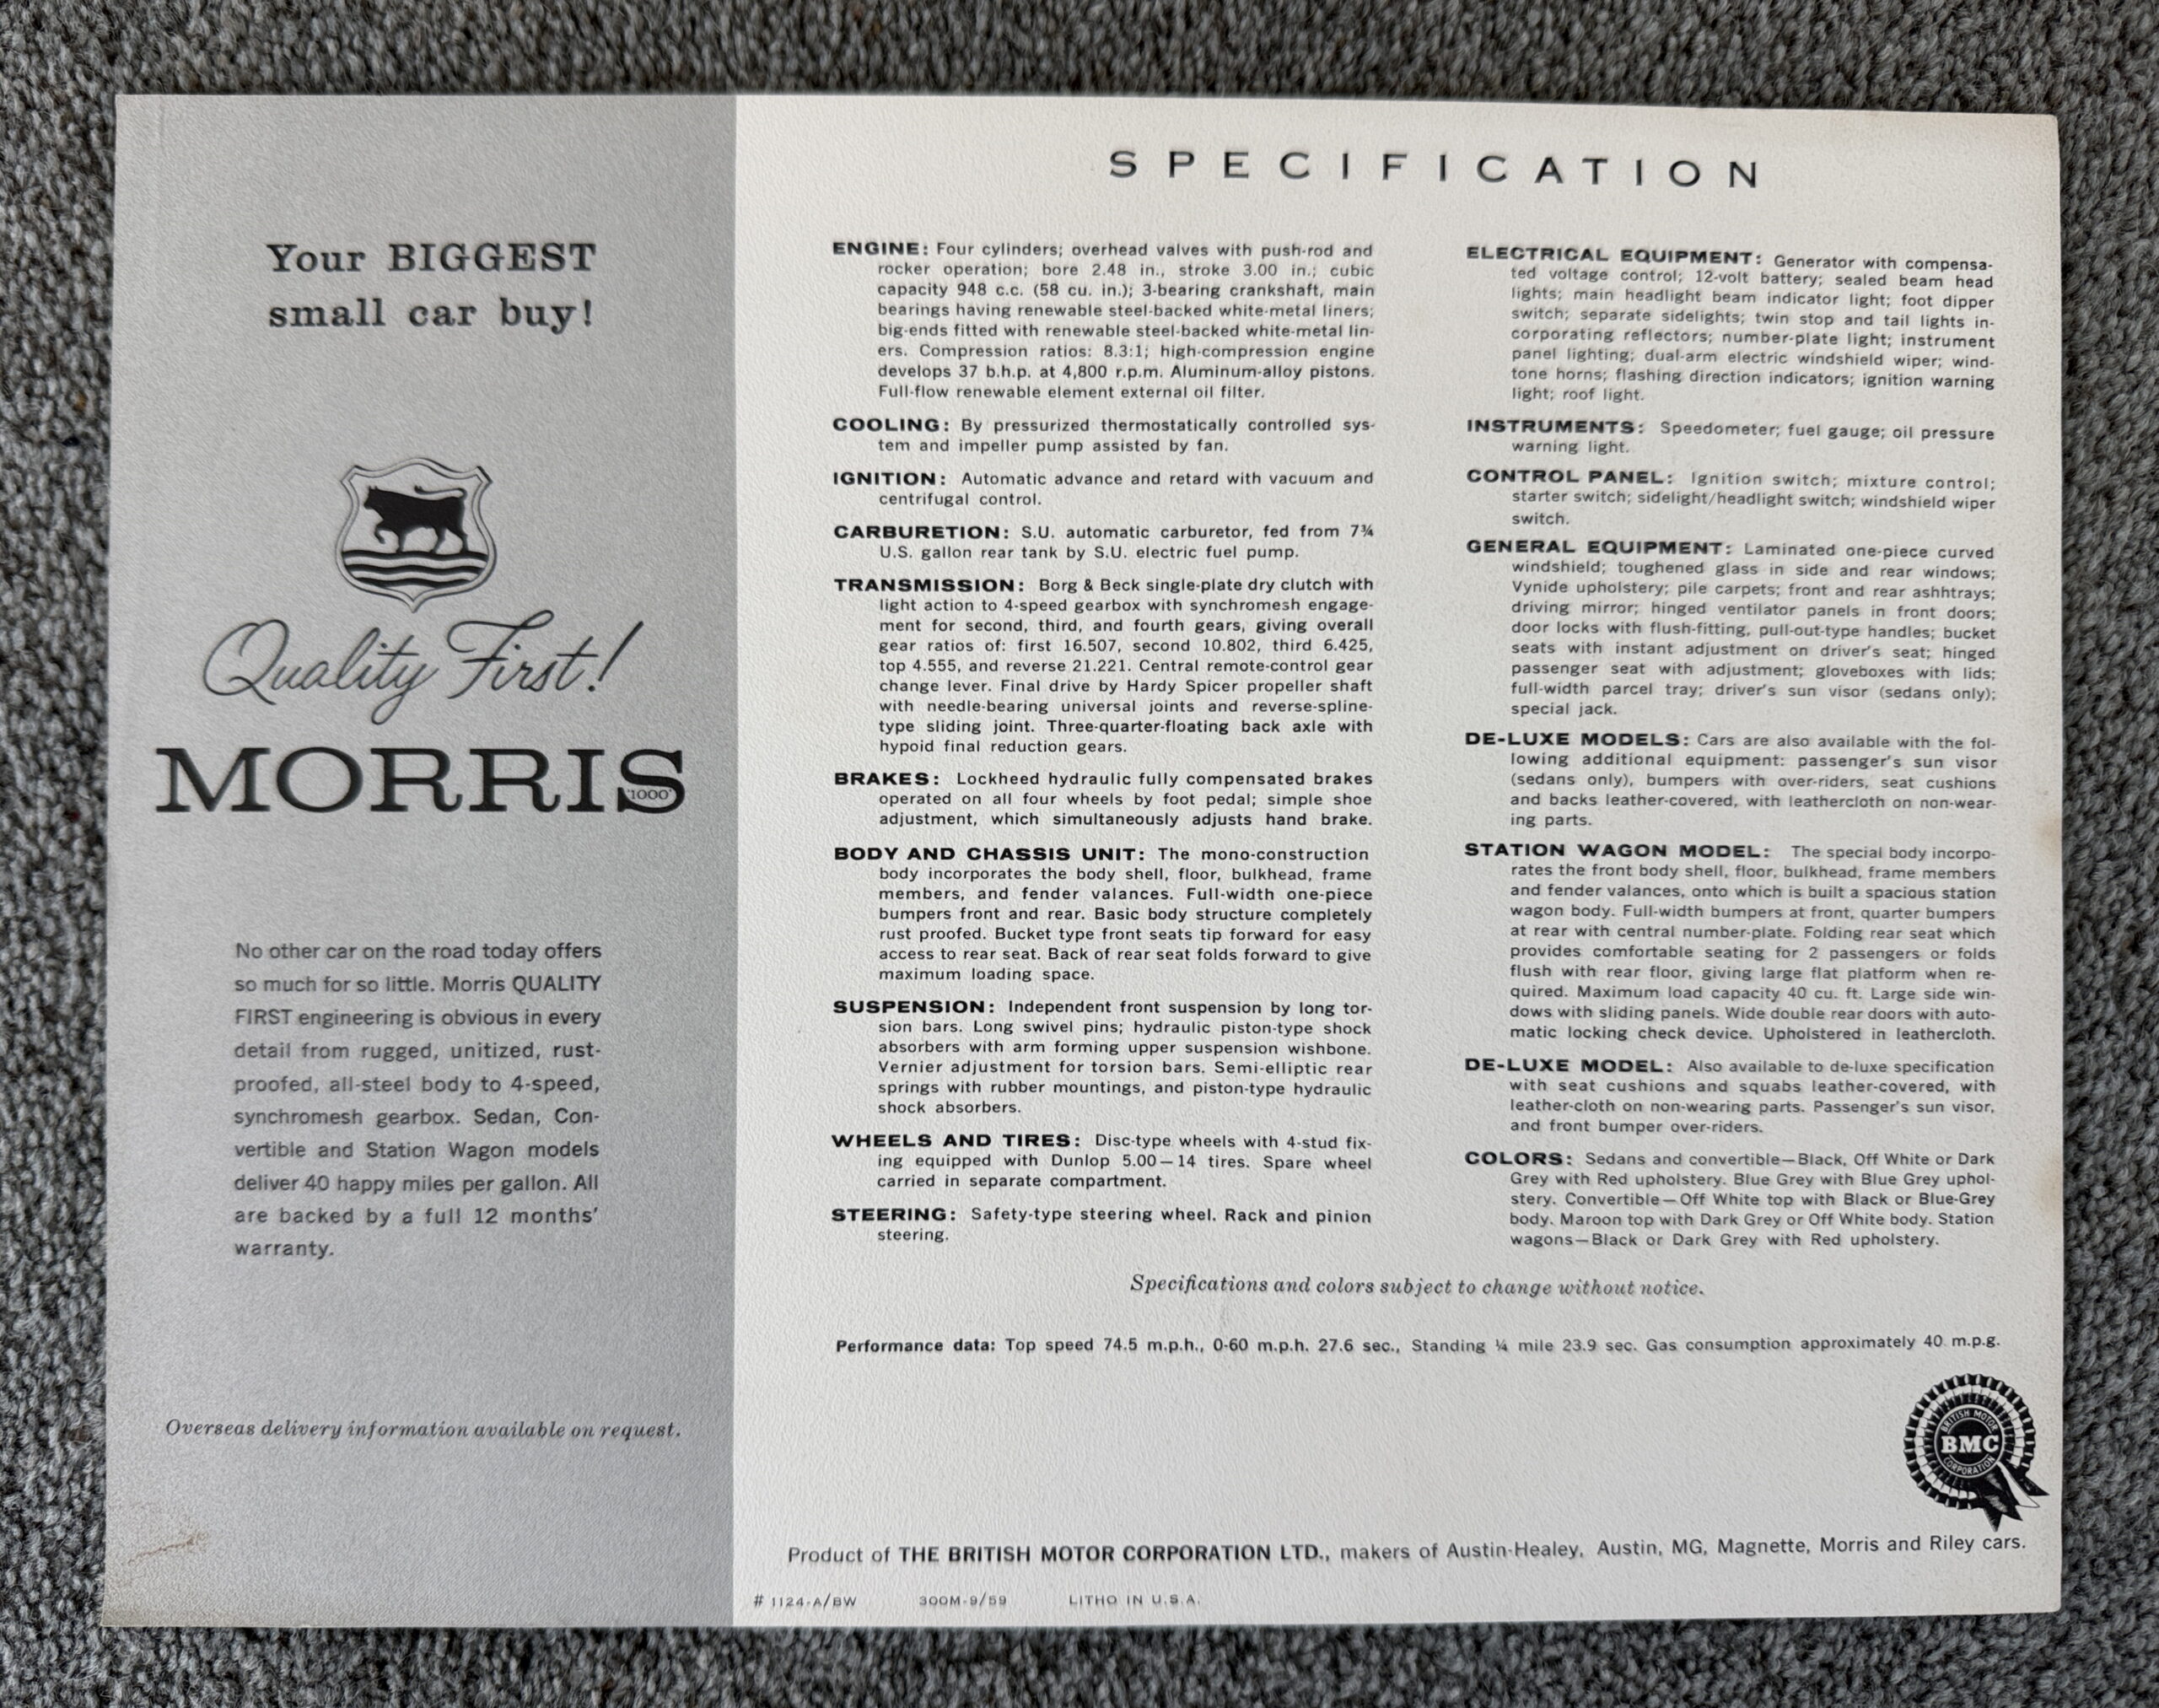 Your BIGGEST
small car buy!
Quality First!
MORRIS
'1000'
No other car on the road today offers
so much for so little. Morris QUALITY
FIRST engineering is obvious in every
detail from rugged, unitized, rust-
proofed, all-steel body to 4-speed,
synchromesh gearbox. Sedan, Con-
vertible and Station Wagon models
deliver 40 happy miles per gallon. All
are backed by a full 12 months'
warranty.
Overseas delivery information available on request.
SPECIFICATION
ENGINE: Four cylinders; overhead valves with push-rod and
rocker operation; bore 2.48 in., stroke 3.00 in.; cubic
capacity 948 c.c. (58 cu. in.); 3-bearing crankshaft, main
bearings having renewable steel-backed white-metal liners;
big-ends fitted with renewable steel-backed white-metal lin-
ers. Compression ratios: 8.3:1; high-compression engine
develops 37 b.h.p. at 4,800 r.p.m. Aluminum-alloy pistons.
Full-flow renewable element external oil filter.
COOLING: By pressurized thermostatically controlled sys-
tem and impeller pump assisted by fan.
IGNITION: Automatic advance and retard with vacuum and
centrifugal control.
CARBURETION: S.U. automatic carburetor, fed from 7¾
U.S. gallon rear tank by S.U. electric fuel pump.
TRANSMISSION: Borg & Beck single-plate dry clutch with
light action to 4-speed gearbox with synchromesh engage-
ment for second, third, and fourth gears, giving overall
gear ratios of: first 16.507, second 10.802, third 6.425,
top 4.555, and reverse 21.221. Central remote-control gear
change lever. Final drive by Hardy Spicer propeller shaft
with needle-bearing universal joints and reverse-spline-
type sliding joint. Three-quarter-floating back axle with
hypoid final reduction gears.
BRAKES: Lockheed hydraulic fully compensated brakes
operated on all four wheels by foot pedal; simple shoe
adjustment, which simultaneously adjusts hand brake.
BODY AND CHASSIS UNIT: The mono-construction
body incorporates the body shell, floor, bulkhead, frame
members, and fender valances. Full-width one-piece
bumpers front and rear. Basic body structure completely
rust proofed. Bucket type front seats tip forward for easy
access to rear seat. Back of rear seat folds forward to give
maximum loading space.
SUSPENSION: Independent front suspension by long tor-
sion bars. Long swivel pins; hydraulic piston-type shock
absorbers with arm forming upper suspension wishbone.
Vernier adjustment for torsion bars. Semi-elliptic rear
springs with rubber mountings, and piston-type hydraulic
shock absorbers.
WHEELS AND TIRES: Disc-type wheels with 4-stud fix-
ing equipped with Dunlop 5.00—14 tires. Spare wheel
carried in separate compartment.
STEERING: Safety-type steering wheel. Rack and pinion
steering.
ELECTRICAL EQUIPMENT: Generator with compensa-
ted voltage control; 12-volt battery; sealed beam head
lights; main headlight beam indicator light; foot dipper
switch; separate sidelights; twin stop and tail lights in-
corporating reflectors; number-plate light; instrument
panel lighting; dual-arm electric windshield wiper; wind-
tone horns; flashing direction indicators; ignition warning
light; roof light.
INSTRUMENTS: Speedometer; fuel gauge; oil pressure
warning light.
CONTROL PANEL: Ignition switch; mixture control;
starter switch; sidelight/headlight switch; windshield wiper
switch.
GENERAL EQUIPMENT: Laminated one-piece curved
windshield; toughened glass in side and rear windows;
Vynide upholstery; pile carpets; front and rear ashhtrays;
driving mirror; hinged ventilator panels in front doors;
door locks with flush-fitting, pull-out-type handles; bucket
seats with instant adjustment on driver's seat; hinged
passenger seat with adjustment; gloveboxes with lids;
full-width parcel tray; driver's sun visor (sedans only);
special jack.
DE-LUXE MODELS: Cars are also available with the fol-
lowing additional equipment: passenger's sun visor
(sedans only), bumpers with over-riders, seat cushions
and backs leather-covered, with leathercloth on non-wear-
ing parts.
STATION WAGON MODEL: The special body incorpo-
rates the front body shell, floor, bulkhead, frame members
and fender valances, onto which is built a spacious station
wagon body. Full-width bumpers at front, quarter bumpers
at rear with central number-plate. Folding rear seat which
provides comfortable seating for 2 passengers or folds
flush with rear floor, giving large flat platform when re-
quired. Maximum load capacity 40 cu. ft. Large side win-
dows with sliding panels. Wide double rear doors with auto-
matic locking check device. Upholstered in leathercloth.
DE-LUXE MODEL: Also available to de-luxe specification
with seat cushions and squabs leather-covered, with
leather-cloth on non-wearing parts. Passenger's sun visor,
and front bumper over-riders.
COLORS: Sedans and convertible—Black, Off White or Dark
Grey with Red upholstery. Blue Grey with Blue Grey uphol-
stery. Convertible—Off White top with Black or Blue-Grey
body. Maroon top with Dark Grey or Off White body. Station
wagons—Black or Dark Grey with Red upholstery.
Specifications and colors subject to change without notice.
Performance data: Top speed 74.5 m.p.h., 0-60 m.p.h. 27.6 sec., Standing ¼ mile 23.9 sec. Gas consumption approximately 40 m.p.g.
BRITISH MOTOR
BMC
CORPORATION
Product of THE BRITISH MOTOR CORPORATION LTD., makers of Austin-Healey, Austin, MG, Magnette, Morris and Riley cars.
# 1124-A/BW 300M-9/59 LITHO IN U.S.A.